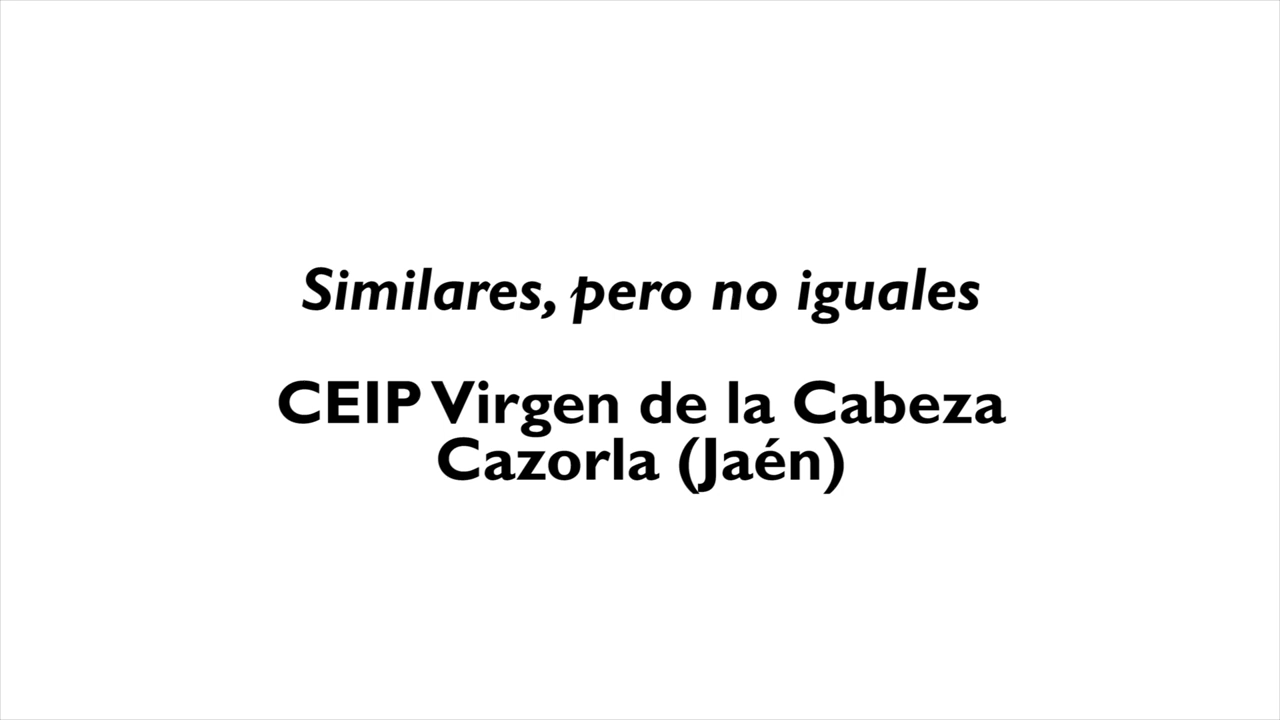 Similares, pero no iguales
CEIP Virgen de la Cabeza
Cazorla (Jaén)